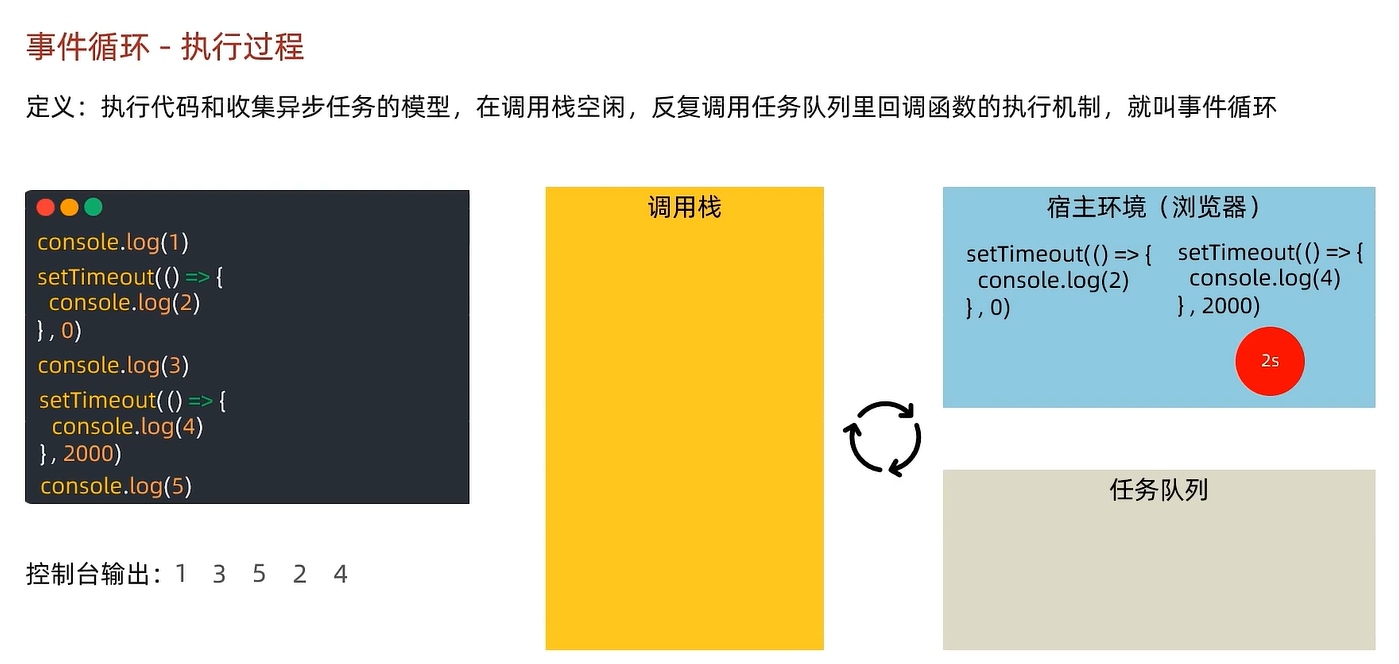 事件循环 - 执行过程
定义：执行代码和收集异步任务的模型，在调用栈空闲，反复调用任务队列里回调函数的执行机制，就叫事件循环
console.log(1)
setTimeout(() => {
console.log(2)
} , 0)
console.log(3)
setTimeout(() => {
console.log(4)
} , 2000)
console.log(5)
控制台输出：1 3 5 2 4
调用栈
宿主环境（浏览器）
setTimeout(() => {
console.log(2)
} , 0)
setTimeout(() => {
console.log(4)
} , 2000)
2s
任务队列